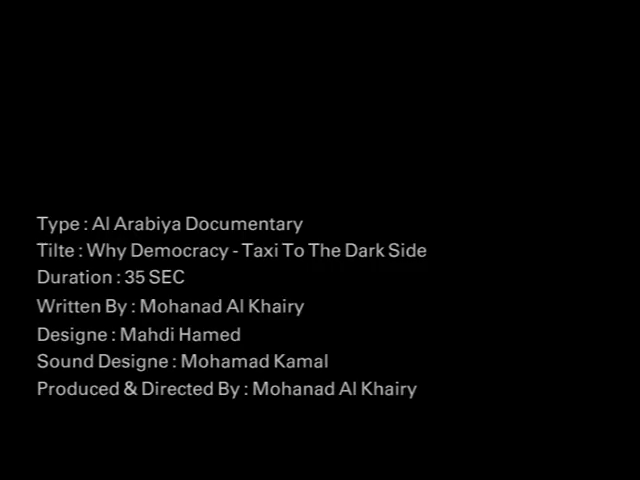 Type : Al Arabiya Documentary
Tilte : Why Democracy - Taxi To The Dark Side
Duration : 35 SEC
Written By : Mohanad Al Khairy
Designe : Mahdi Hamed
Sound Designe : Mohamad Kamal
Produced & Directed By : Mohanad Al Khairy